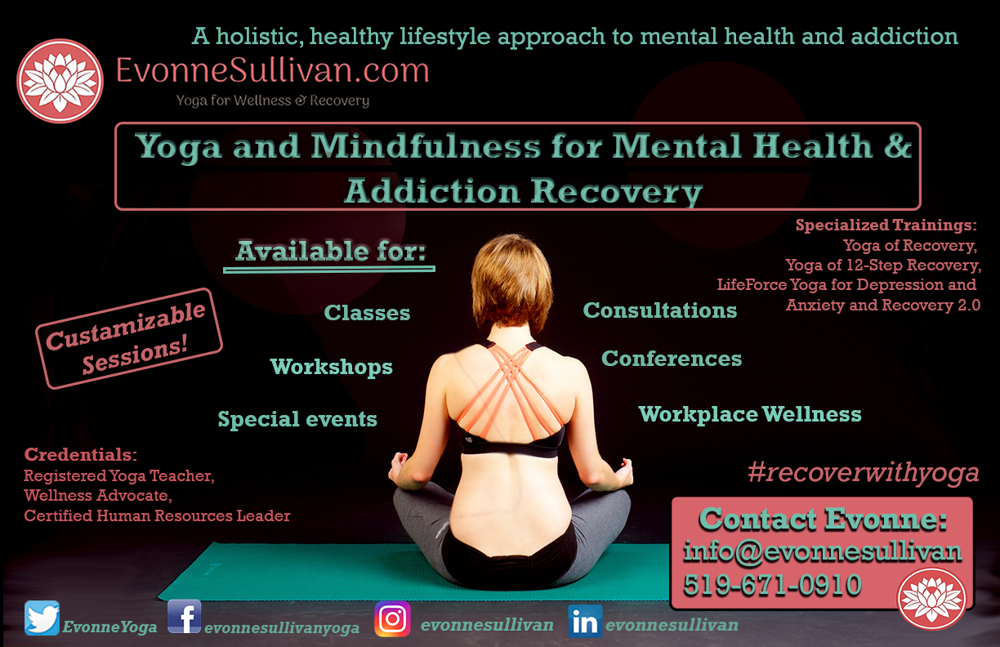 A holistic, healthy lifestyle approach to mental health and addiction
EvonneSullivan.com
Yoga for Wellness & Recovery
Yoga and Mindfulness for Mental Health &
Addiction Recovery
Specialized Trainings:
Yoga of Recovery,
Yoga of 12-Step Recovery,
LifeForce Yoga for Depression and
Anxiety and Recovery 2.0
Available for:
Custamizable
Sessions!
Classes
Workshops
Special events
Consultations
Conferences
Workplace Wellness
Credentials:
Registered Yoga Teacher,
Wellness Advocate,
Certified Human Resources Leader
#recoverwithyoga
Contact Evonne:
info@evonnesullivan
519-671-0910
EvonneYoga
evonnesullivanyoga
evonnesullivan
evonnesullivan